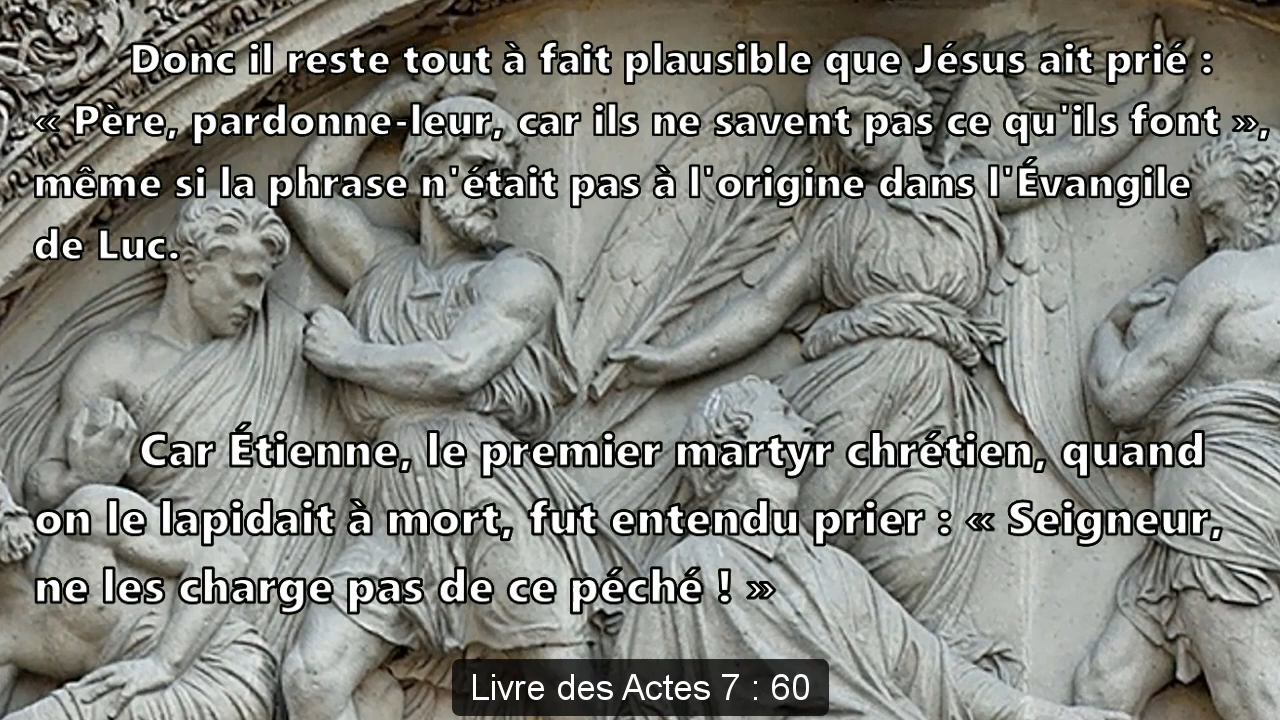 Donc il reste tout à fait plausible que Jésus ait prié :
« Père, pardonne-leur, car ils ne savent pas ce qu'ils font »,
même si la phrase n'était pas à l'origine dans l'Évangile
de Luc.
Car Étienne, le premier martyr chrétien, quand
on le lapidait à mort, fut entendu prier : « Seigneur,
ne les charge pas de ce péché ! »
Livre des Actes 7 : 60